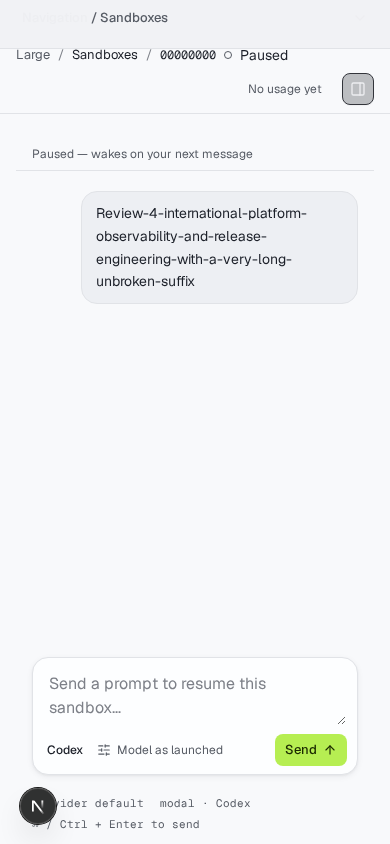 Navigation / Sandboxes
Large / Sandboxes / 00000000 Paused
No usage yet
Paused — wakes on your next message
Review-4-international-platform-
observability-and-release-
engineering-with-a-very-long-
unbroken-suffix
Send a prompt to resume this
sandbox...
Codex Model as launched Send ↑
N
vider default modal · Codex
/ Ctrl + Enter to send